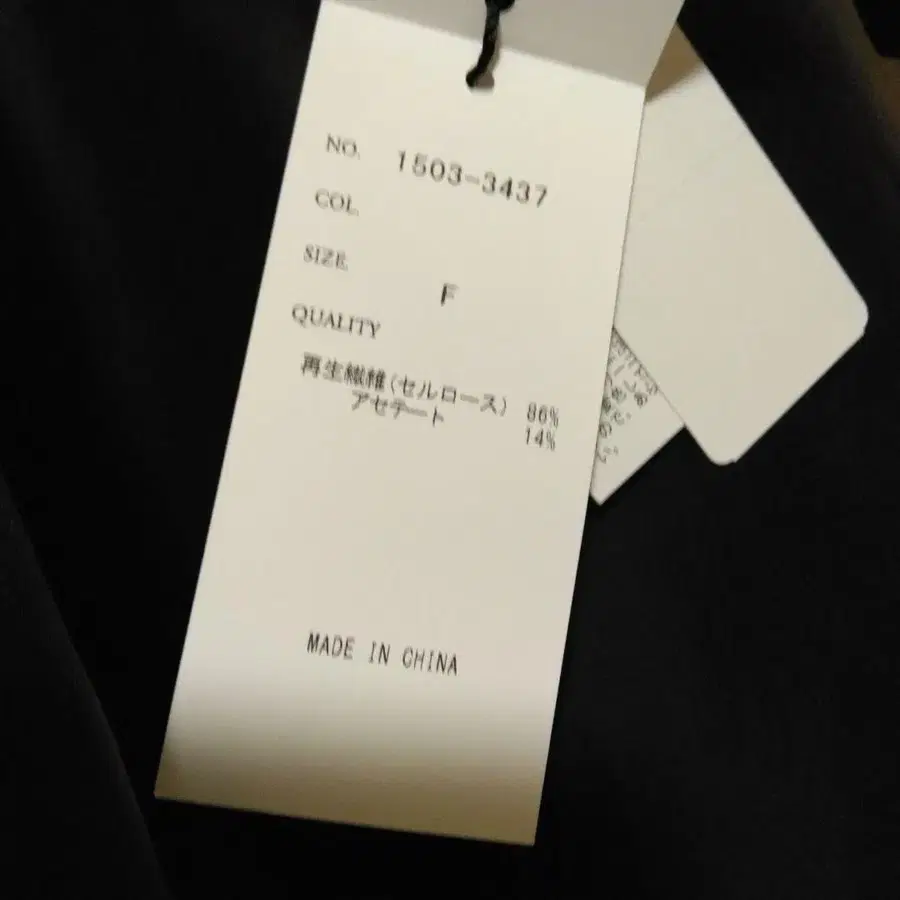 NO. 1503-3437
COL.
SIZE. F
QUALITY
再生繊維(セルロース) 86%
アセテート 14%
MADE IN CHINA